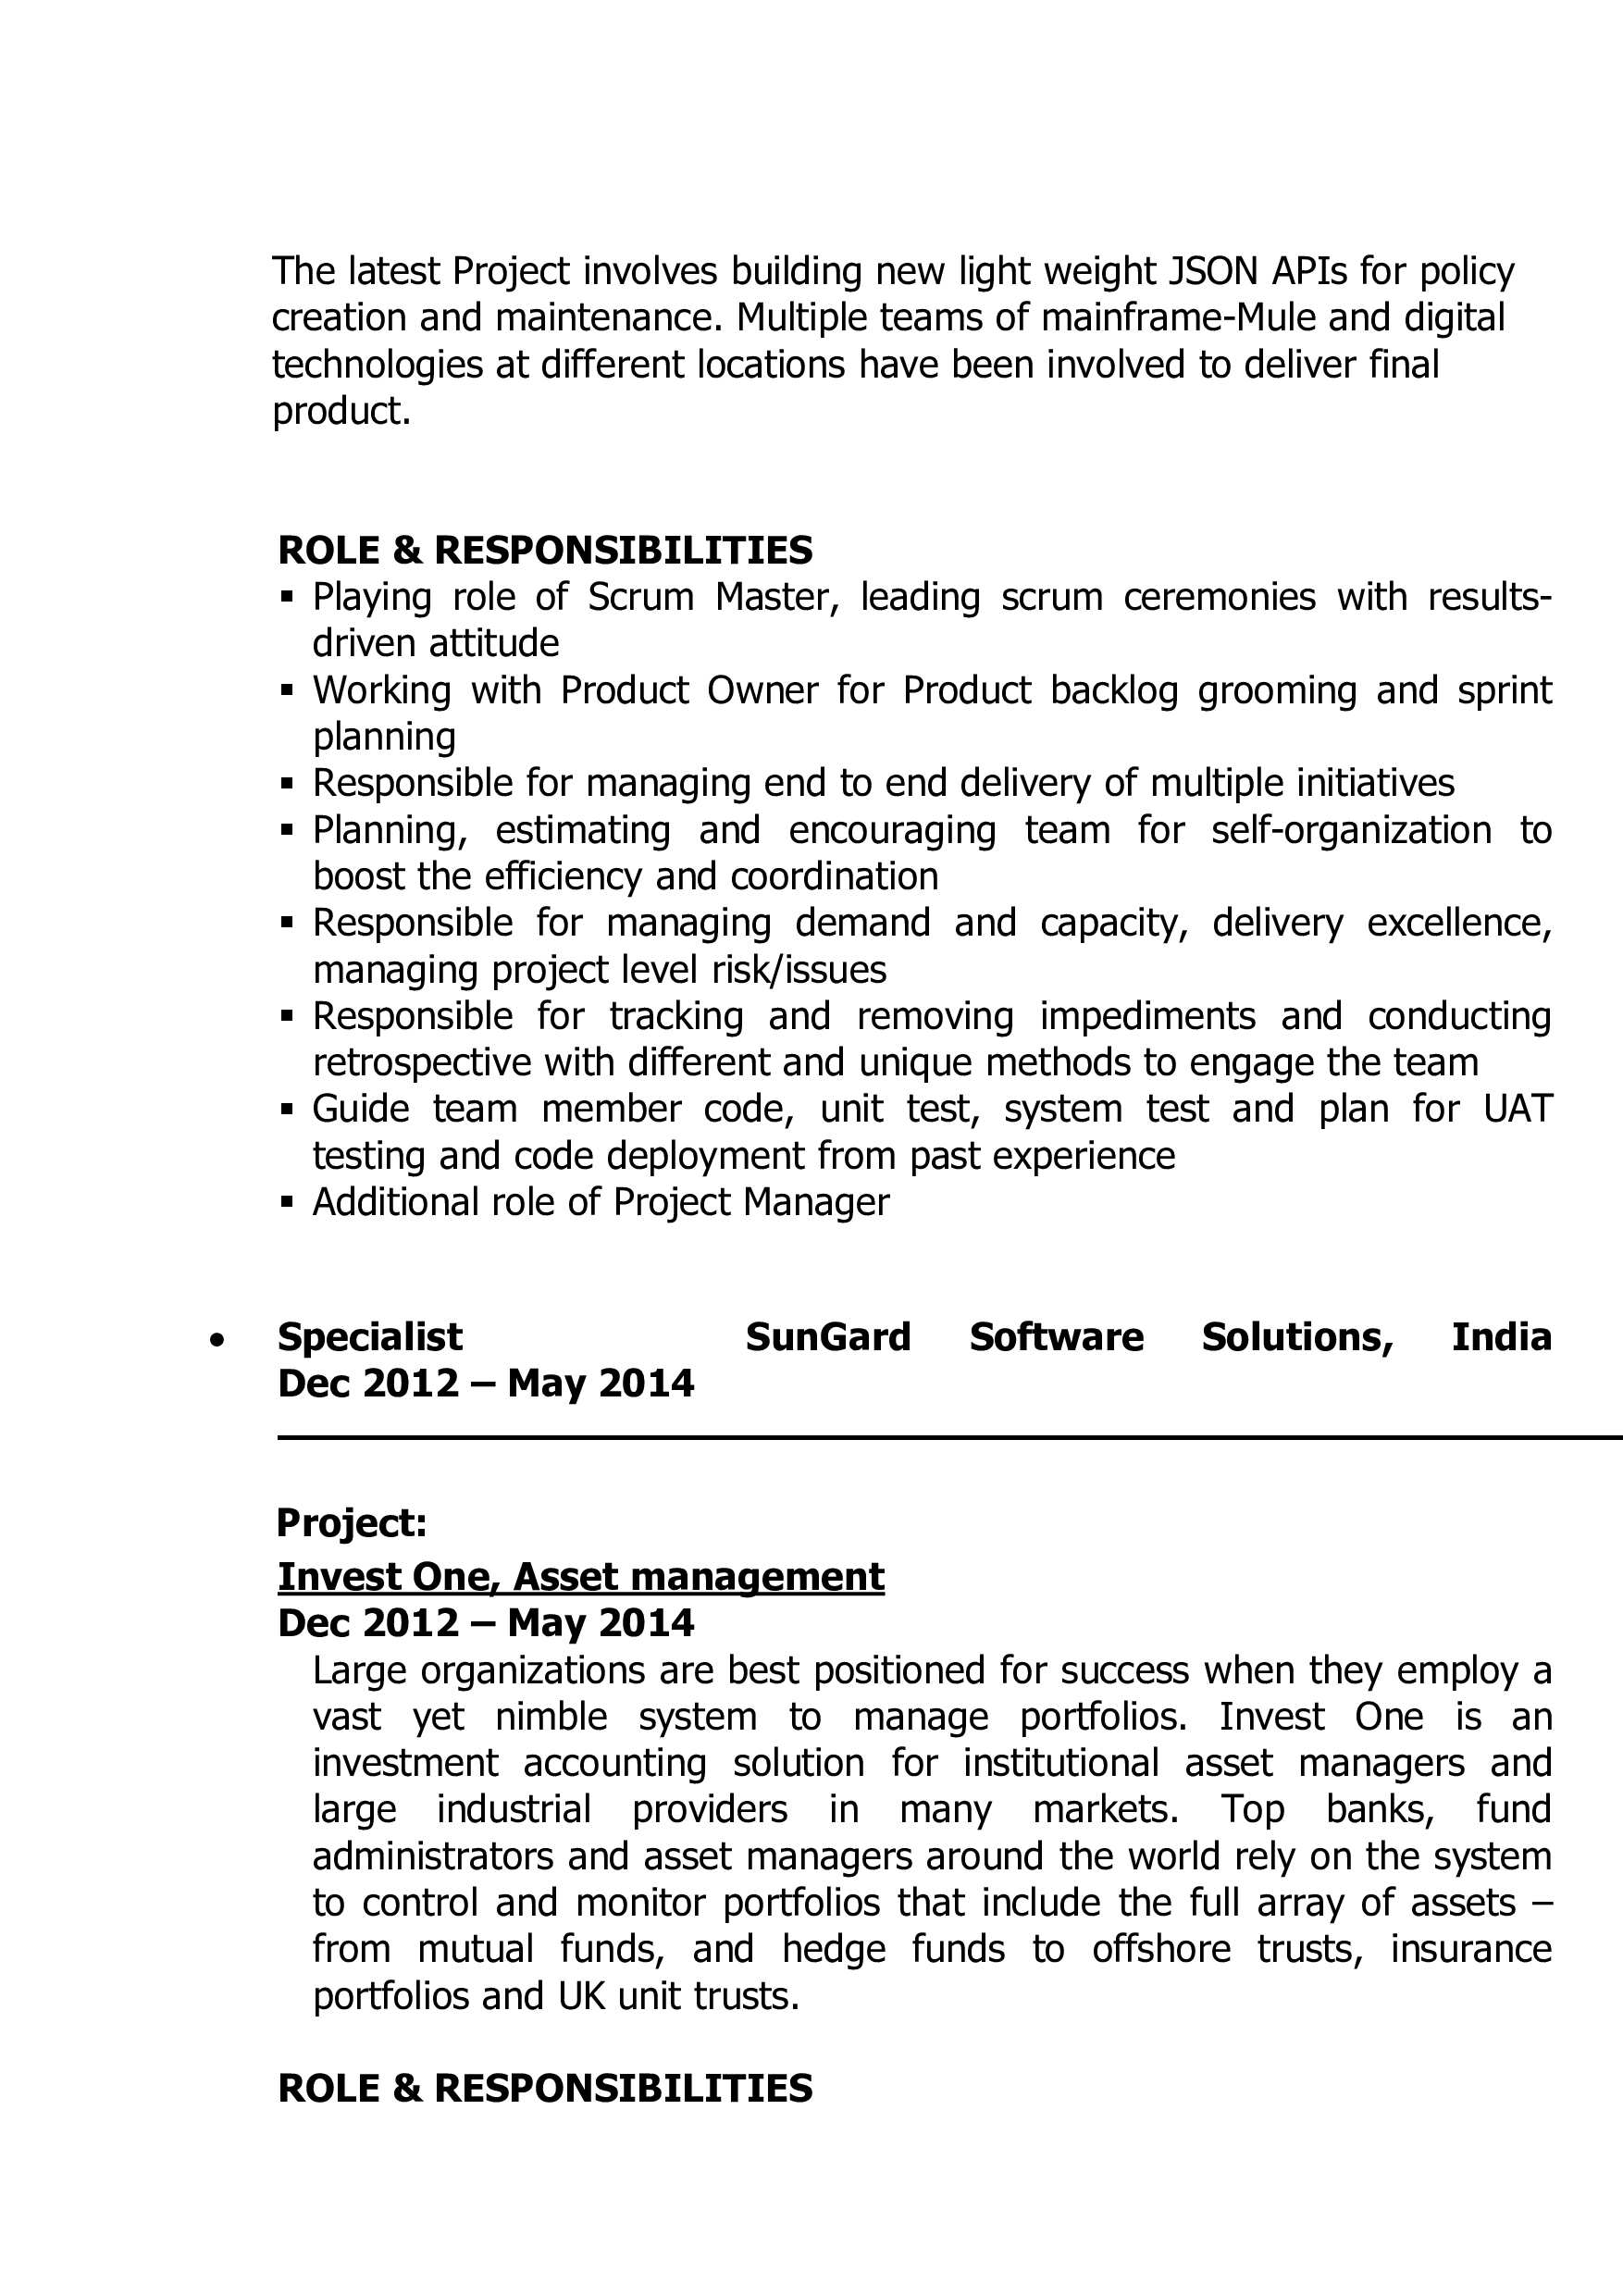 The latest Project involves building new light weight JSON APIs for policy
creation and maintenance. Multiple teams of mainframe-Mule and digital
technologies at different locations have been involved to deliver final
product.
ROLE & RESPONSIBILITIES
▪ Playing role of Scrum Master, leading scrum ceremonies with results-
driven attitude
▪ Working with Product Owner for Product backlog grooming and sprint
planning
▪ Responsible for managing end to end delivery of multiple initiatives
▪ Planning, estimating and encouraging team for self-organization to
boost the efficiency and coordination
▪ Responsible for managing demand and capacity, delivery excellence,
managing project level risk/issues
▪ Responsible for tracking and removing impediments and conducting
retrospective with different and unique methods to engage the team
▪ Guide team member code, unit test, system test and plan for UAT
testing and code deployment from past experience
▪ Additional role of Project Manager
• Specialist SunGard Software Solutions, India
Dec 2012 – May 2014
Project:
Invest One, Asset management
Dec 2012 – May 2014
Large organizations are best positioned for success when they employ a
vast yet nimble system to manage portfolios. Invest One is an
investment accounting solution for institutional asset managers and
large industrial providers in many markets. Top banks, fund
administrators and asset managers around the world rely on the system
to control and monitor portfolios that include the full array of assets –
from mutual funds, and hedge funds to offshore trusts, insurance
portfolios and UK unit trusts.
ROLE & RESPONSIBILITIES